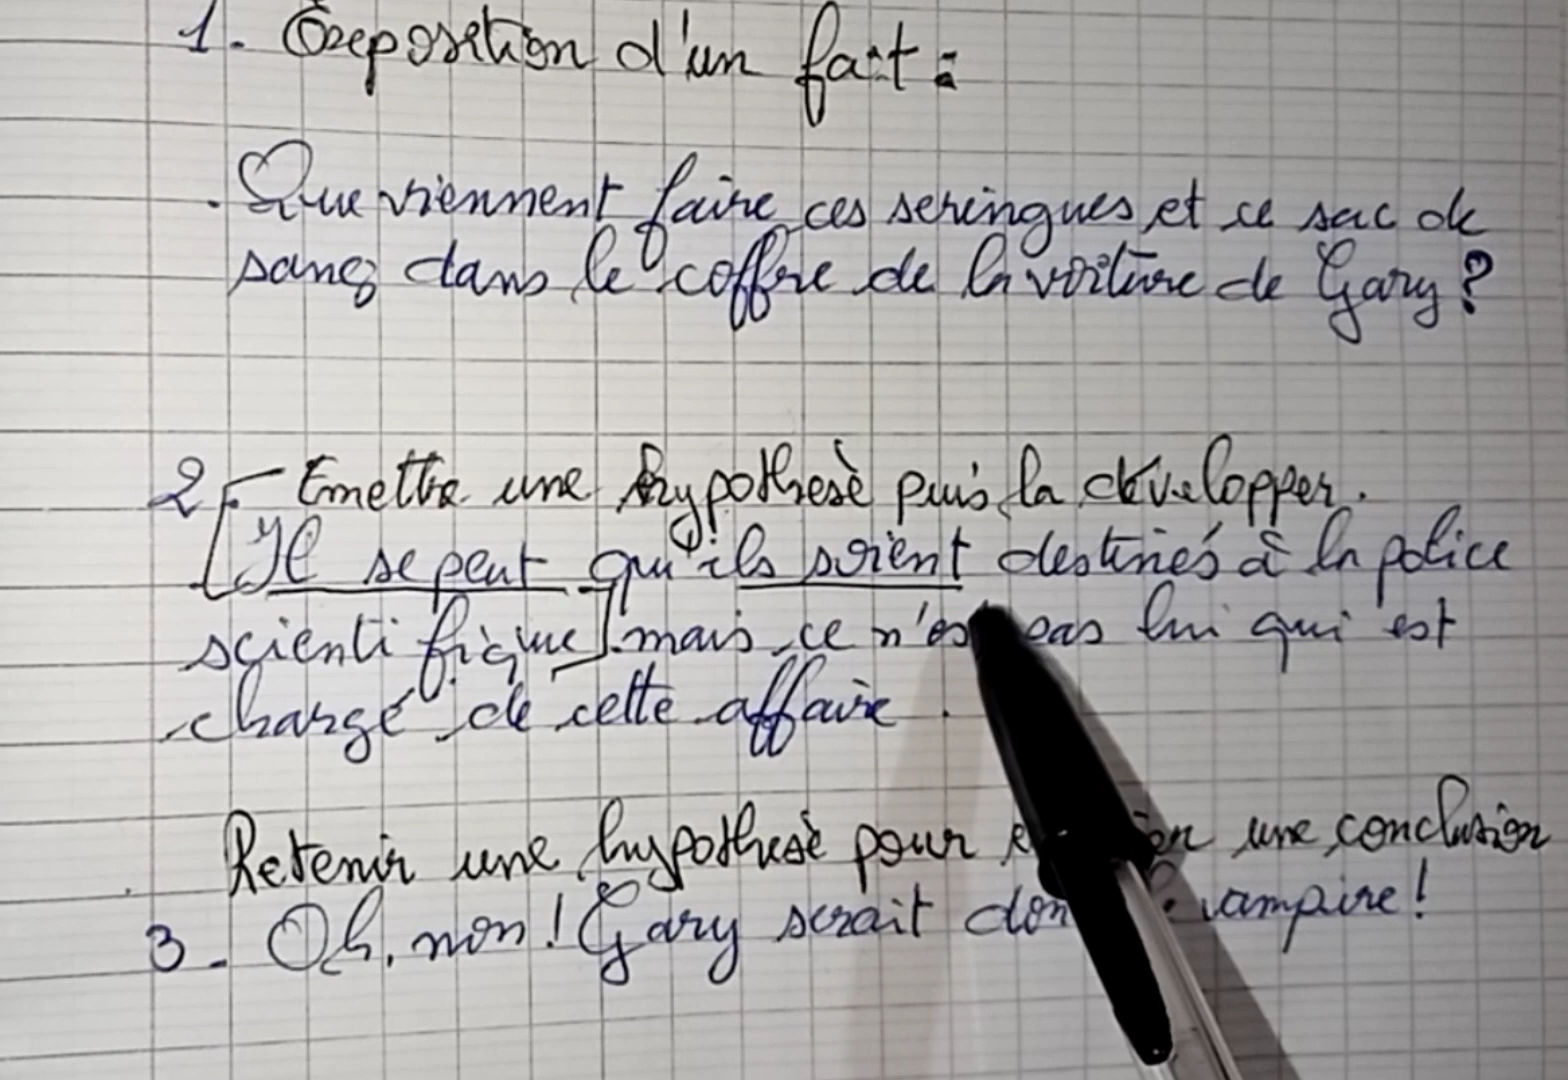 1. Exposition d'un fait :
. Que viennent faire ces seringues et ce sac de
sang dans le coffre de la voiture de Gary ?
2 - Emettre une hypothèse puis la développer.
[Il se peut qu'ils soient destinés à la police
scientifique] mais ce n'es pas lui qui est
chargé de cette affaire.
Retenir une hypothèse pour une conclusion
3. Oh, non ! Gary serait vampire !